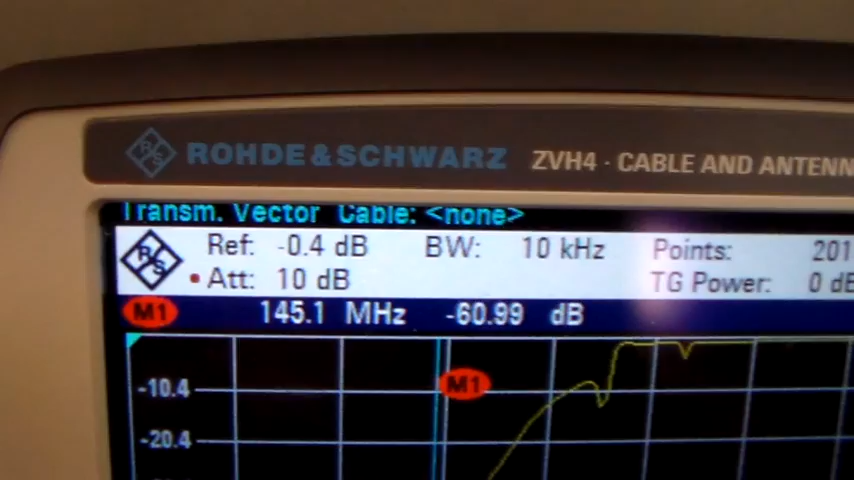 R S ROHDE & SCHWARZ ZVH4 · CABLE AND ANTENN
Transm. Vector Cable: <none>
R S Ref: -0.4 dB BW: 10 kHz Points: 201
• Att: 10 dB TG Power: 0 dB
M1 145.1 MHz -60.99 dB
M1
-10.4
-20.4